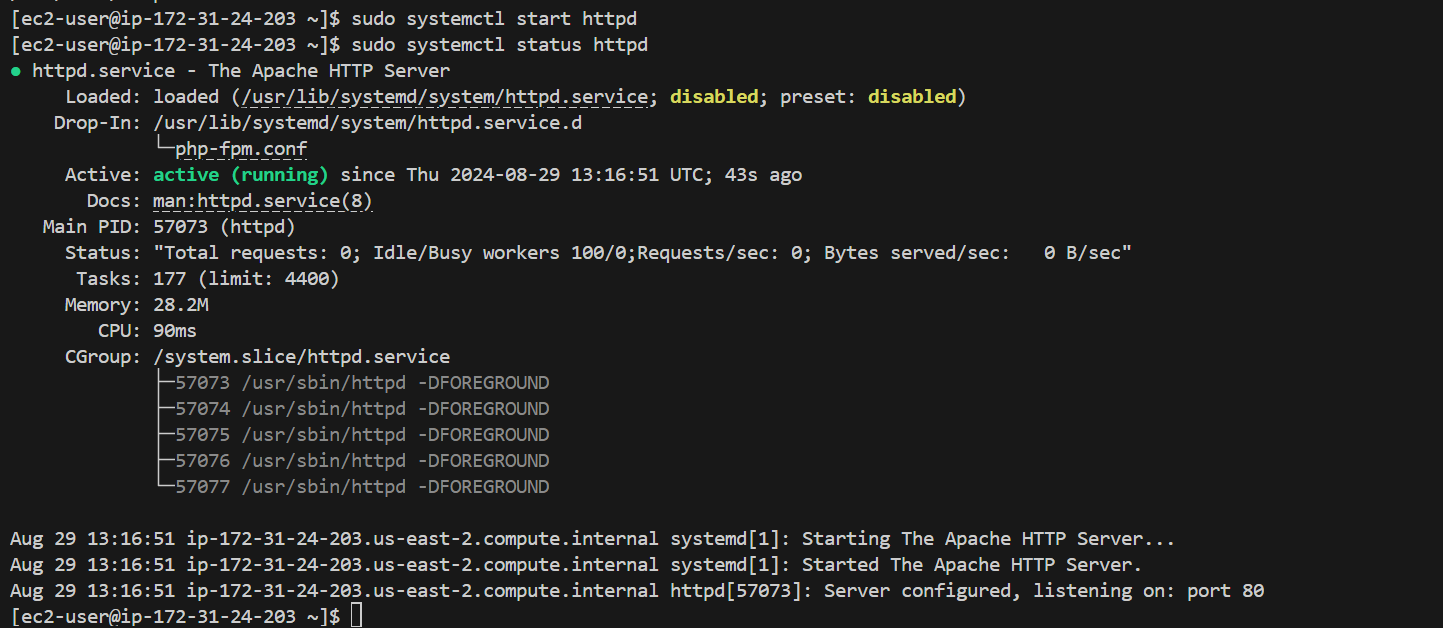 [ec2-user@ip-172-31-24-203 ~]$ sudo systemctl start httpd
[ec2-user@ip-172-31-24-203 ~]$ sudo systemctl status httpd
● httpd.service - The Apache HTTP Server
     Loaded: loaded (/usr/lib/systemd/system/httpd.service; disabled; preset: disabled)
    Drop-In: /usr/lib/systemd/system/httpd.service.d
             └─php-fpm.conf
     Active: active (running) since Thu 2024-08-29 13:16:51 UTC; 43s ago
       Docs: man:httpd.service(8)
   Main PID: 57073 (httpd)
     Status: "Total requests: 0; Idle/Busy workers 100/0;Requests/sec: 0; Bytes served/sec:   0 B/sec"
      Tasks: 177 (limit: 4400)
     Memory: 28.2M
        CPU: 90ms
     CGroup: /system.slice/httpd.service
             ├─57073 /usr/sbin/httpd -DFOREGROUND
             ├─57074 /usr/sbin/httpd -DFOREGROUND
             ├─57075 /usr/sbin/httpd -DFOREGROUND
             ├─57076 /usr/sbin/httpd -DFOREGROUND
             └─57077 /usr/sbin/httpd -DFOREGROUND

Aug 29 13:16:51 ip-172-31-24-203.us-east-2.compute.internal systemd[1]: Starting The Apache HTTP Server...
Aug 29 13:16:51 ip-172-31-24-203.us-east-2.compute.internal systemd[1]: Started The Apache HTTP Server.
Aug 29 13:16:51 ip-172-31-24-203.us-east-2.compute.internal httpd[57073]: Server configured, listening on: port 80
[ec2-user@ip-172-31-24-203 ~]$